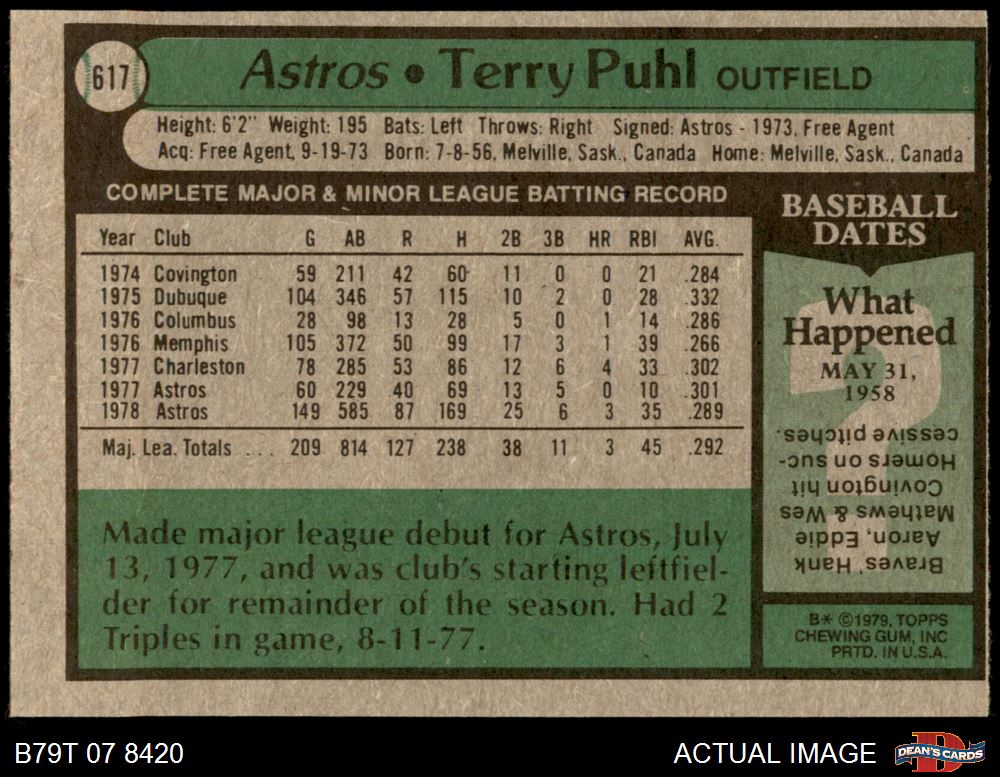 617
Astros • Terry Puhl OUTFIELD
Height: 6'2" Weight: 195 Bats: Left Throws: Right Signed: Astros - 1973, Free Agent
Acq: Free Agent, 9-19-73 Born: 7-8-56, Melville, Sask., Canada Home: Melville, Sask., Canada
COMPLETE MAJOR & MINOR LEAGUE BATTING RECORD
Year Club G AB R H 2B 3B HR RBI AVG.
1974 Covington 59 211 42 60 11 0 0 21 .284
1975 Dubuque 104 346 57 115 10 2 0 28 .332
1976 Columbus 28 98 13 28 5 0 1 14 .286
1976 Memphis 105 372 50 99 17 3 1 39 .266
1977 Charleston 78 285 53 86 12 6 4 33 .302
1977 Astros 60 229 40 69 13 5 0 10 .301
1978 Astros 149 585 87 169 25 6 3 35 .289
Maj. Lea. Totals ... 209 814 127 238 38 11 3 45 .292
Made major league debut for Astros, July
13, 1977, and was club's starting leftfiel-
der for remainder of the season. Had 2
Triples in game, 8-11-77.
BASEBALL
DATES
What
Happened
MAY 31,
1958
Braves' Hank
Aaron, Eddie
Mathews & Wes
Covington hit
Homers on suc-
cessive pitches.
B* ©1979, TOPPS
CHEWING GUM, INC
PRTD. IN U.S.A.
B79T 07 8420
ACTUAL IMAGE
D
DEAN'S CARDS